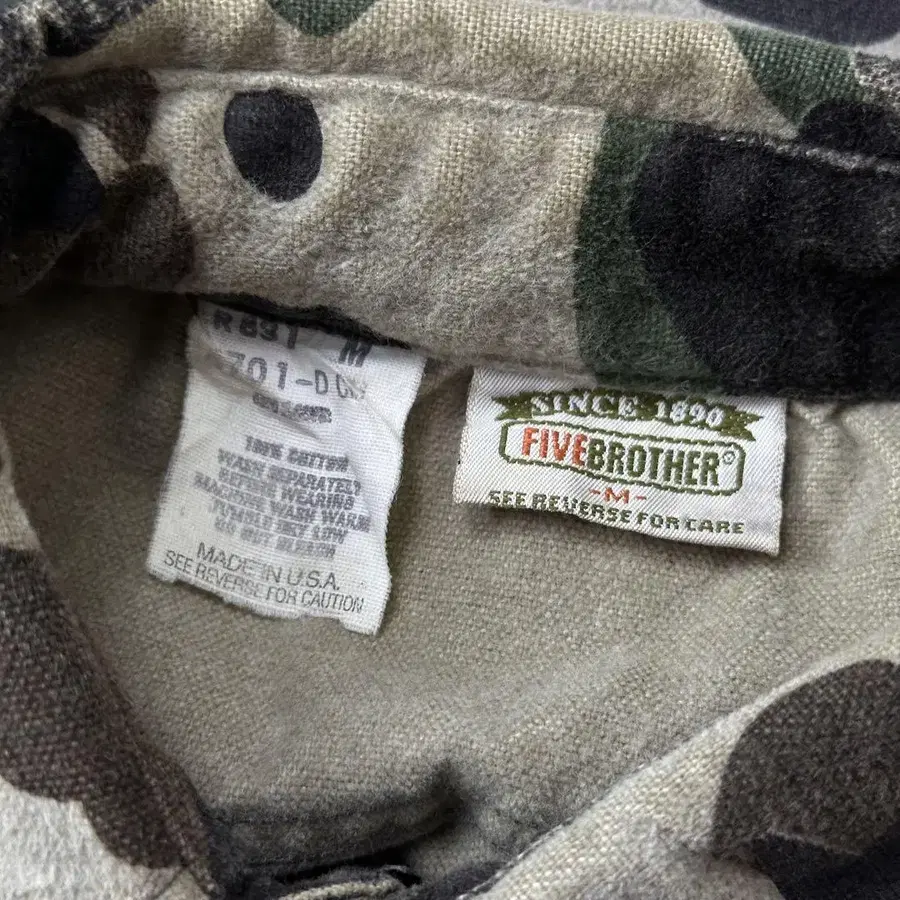 M
701-D
100% COTTON
WASH SEPARATELY
BEFORE WEARING
MACHINE WASH WARM
TUMBLE DRY LOW
DO NOT BLEACH
MADE IN U.S.A.
SEE REVERSE FOR CAUTION
SINCE 1890
FIVEBROTHER®
-M-
SEE REVERSE FOR CARE